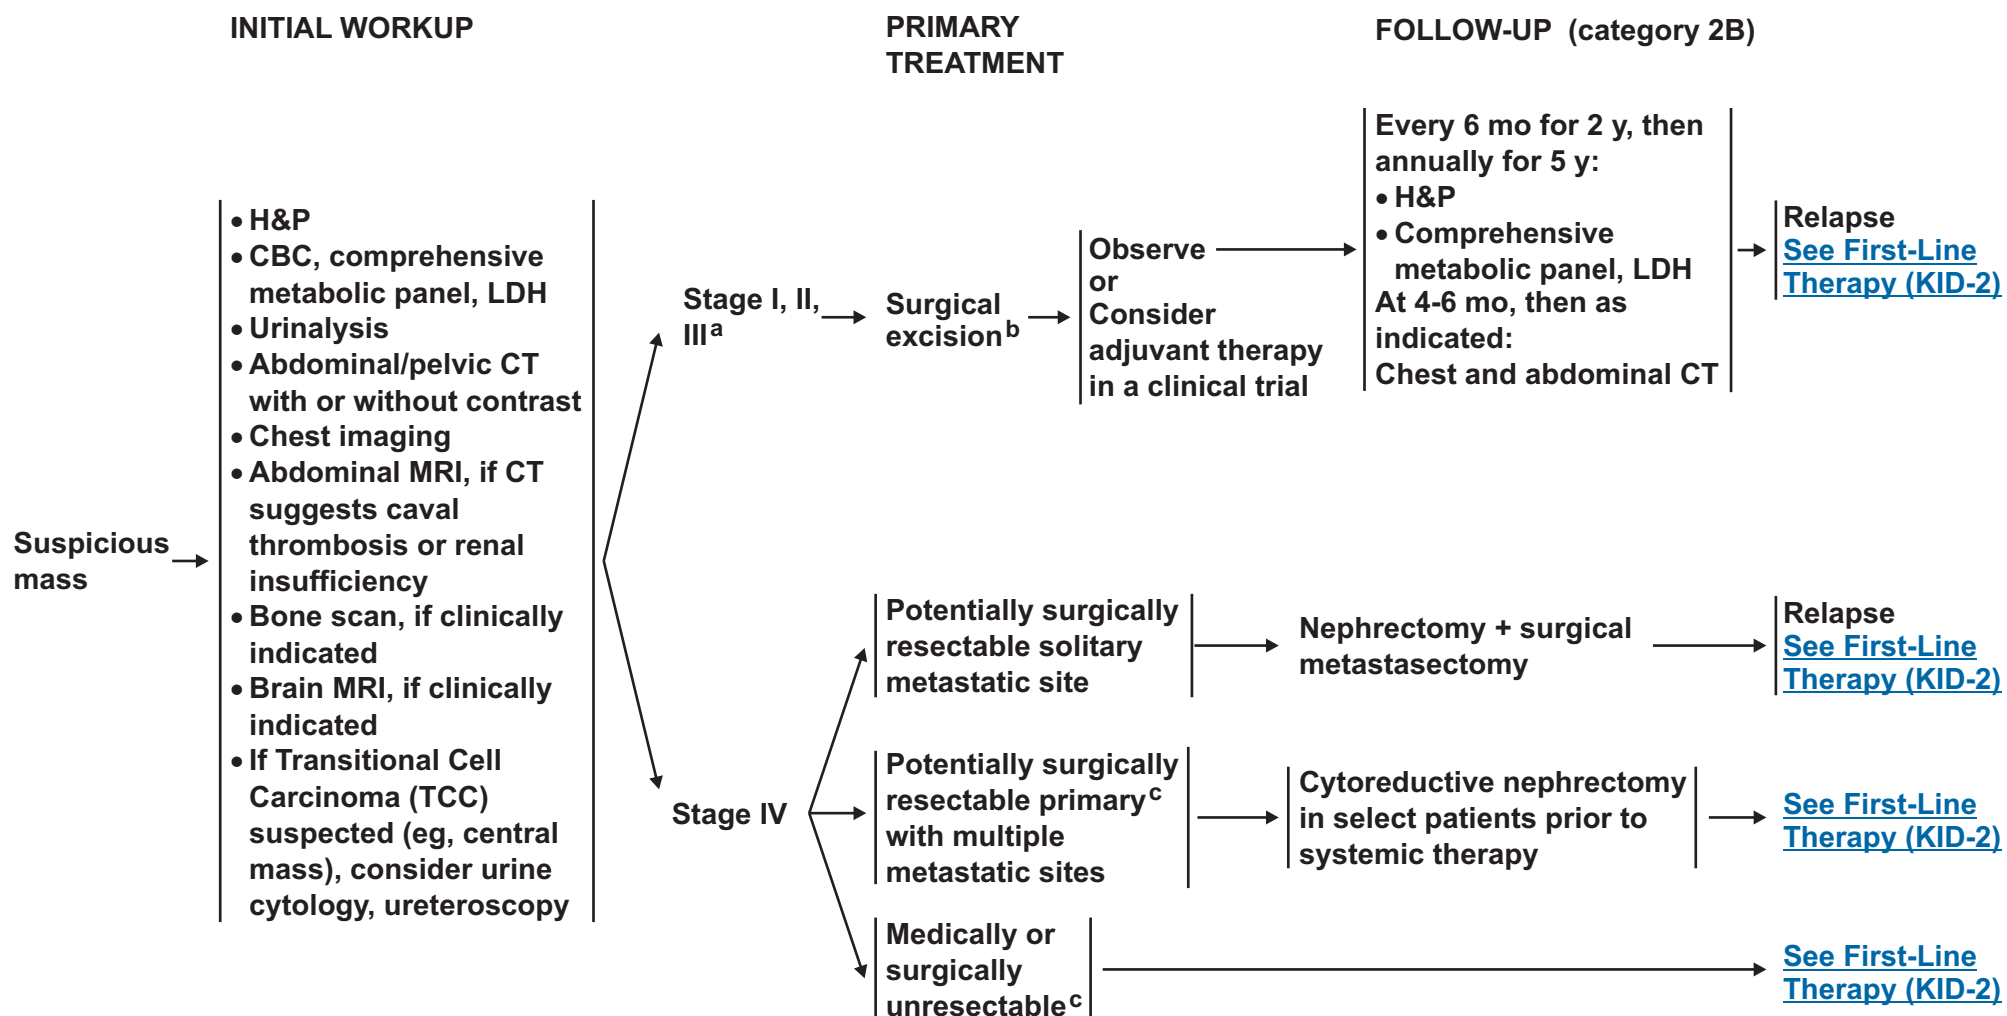 INITIAL WORKUP
PRIMARY
TREATMENT
FOLLOW-UP (category 2B)
Suspicious
mass
• H&P
• CBC, comprehensive
metabolic panel, LDH
• Urinalysis
• Abdominal/pelvic CT
with or without contrast
• Chest imaging
• Abdominal MRI, if CT
suggests caval
thrombosis or renal
insufficiency
• Bone scan, if clinically
indicated
• Brain MRI, if clinically
indicated
• If Transitional Cell
Carcinoma (TCC)
suspected (eg, central
mass), consider urine
cytology, ureteroscopy
Stage I, II,
III a
Surgical
excision b
Observe
or
Consider
adjuvant therapy
in a clinical trial
Every 6 mo for 2 y, then
annually for 5 y:
• H&P
• Comprehensive
metabolic panel, LDH
At 4-6 mo, then as
indicated:
Chest and abdominal CT
Relapse
See First-Line
Therapy (KID-2)
Stage IV
Potentially surgically
resectable solitary
metastatic site
Nephrectomy + surgical
metastasectomy
Relapse
See First-Line
Therapy (KID-2)
Potentially surgically
resectable primary c
with multiple
metastatic sites
Cytoreductive nephrectomy
in select patients prior to
systemic therapy
See First-Line
Therapy (KID-2)
Medically or
surgically
unresectable c
See First-Line
Therapy (KID-2)